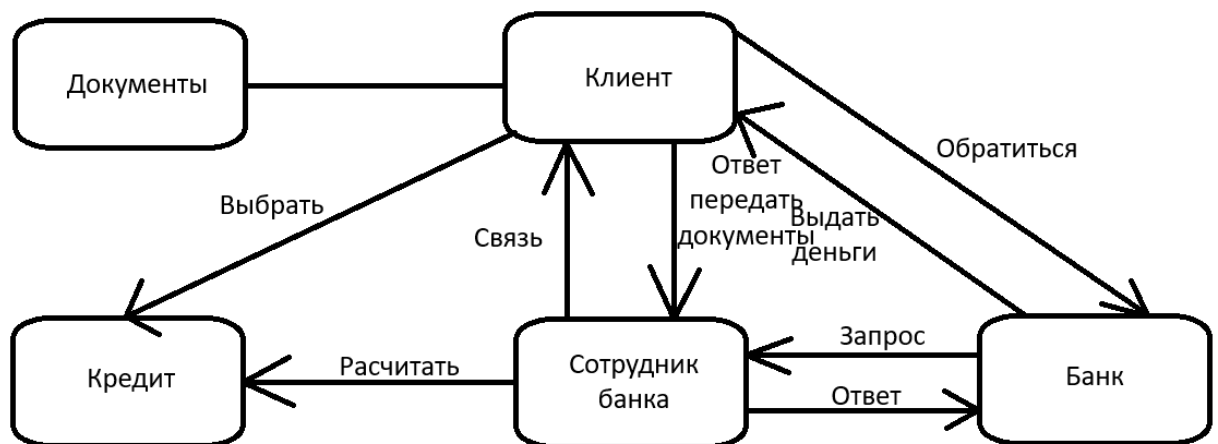 Документы
Клиент
Обратиться
Выбрать
Связь
Ответ
передать
документы
Выдать
деньги
Кредит
Расчитать
Сотрудник
банка
Запрос
Ответ
Банк